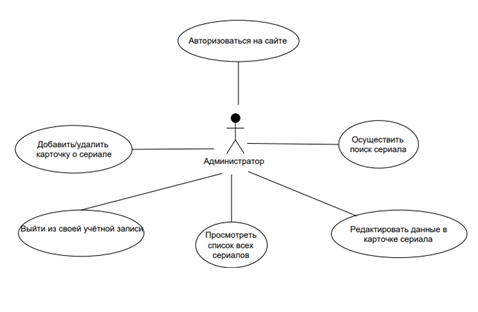 Авторизоваться на сайте
Добавить/удалить
карточку о сериале
Осуществить
поиск сериала
Администратор
Выйти из своей учётной записи
Просмотреть
список всех
сериалов
Редактировать данные в
карточке сериала